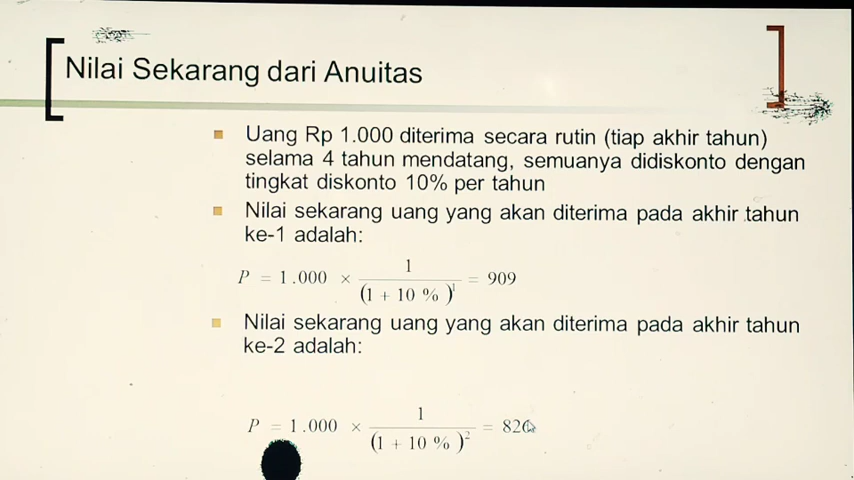 Nilai Sekarang dari Anuitas
Uang Rp 1.000 diterima secara rutin (tiap akhir tahun)
selama 4 tahun mendatang, semuanya didiskonto dengan
tingkat diskonto 10% per tahun
Nilai sekarang uang yang akan diterima pada akhir tahun
ke-1 adalah:
P = 1.000 × 1 / (1 + 10 %)^1 = 909
Nilai sekarang uang yang akan diterima pada akhir tahun
ke-2 adalah:
P = 1.000 × 1 / (1 + 10 %)^2 = 826